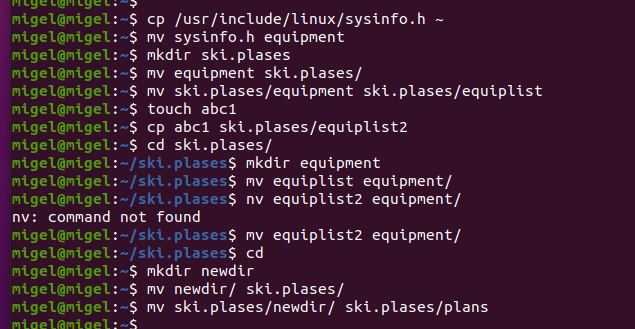 migel@migel:~$
migel@migel:~$ cp /usr/include/linux/sysinfo.h ~
migel@migel:~$ mv sysinfo.h equipment
migel@migel:~$ mkdir ski.plases
migel@migel:~$ mv equipment ski.plases/
migel@migel:~$ mv ski.plases/equipment ski.plases/equiplist
migel@migel:~$ touch abc1
migel@migel:~$ cp abc1 ski.plases/equiplist2
migel@migel:~$ cd ski.plases/
migel@migel:~/ski.plases$ mkdir equipment
migel@migel:~/ski.plases$ mv equiplist equipment/
migel@migel:~/ski.plases$ nv equiplist2 equipment/
nv: command not found
migel@migel:~/ski.plases$ mv equiplist2 equipment/
migel@migel:~/ski.plases$ cd
migel@migel:~$ mkdir newdir
migel@migel:~$ mv newdir/ ski.plases/
migel@migel:~$ mv ski.plases/newdir/ ski.plases/plans
migel@migel:~$